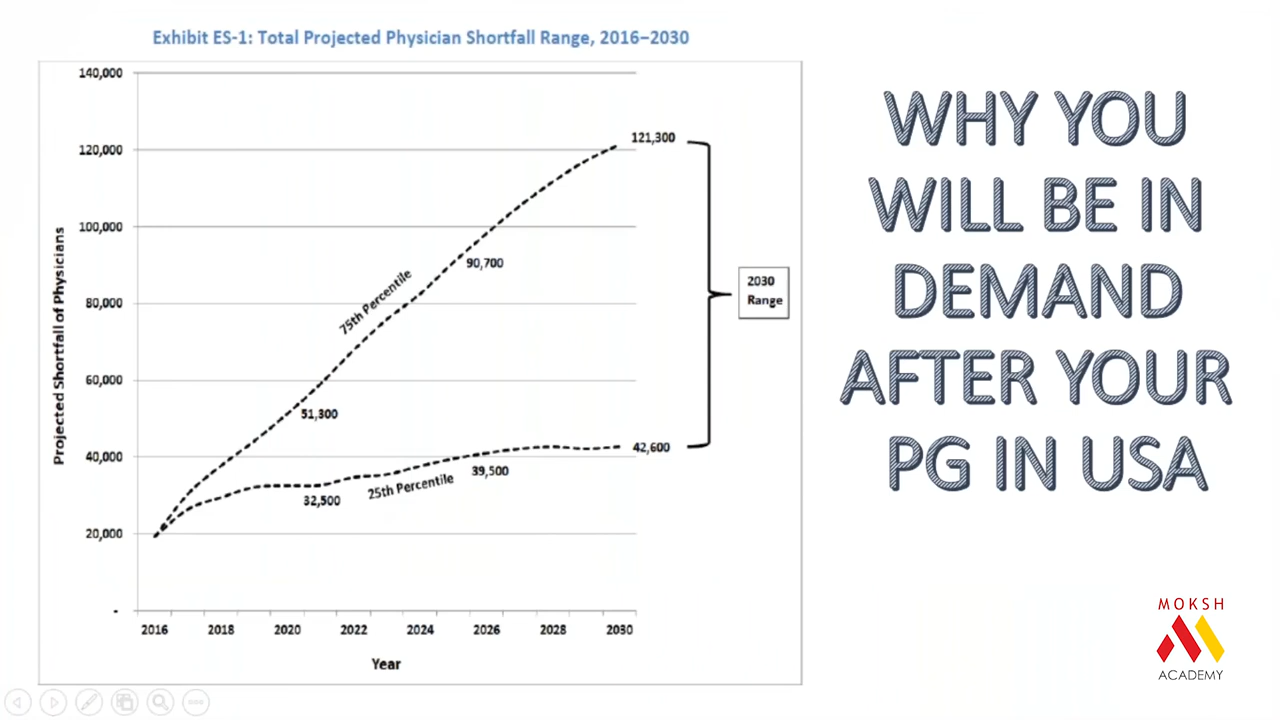 Exhibit ES-1: Total Projected Physician Shortfall Range, 2016–2030
140,000
120,000
100,000
80,000
60,000
40,000
20,000
-
Projected Shortfall of Physicians
75th Percentile
25th Percentile
51,300
90,700
121,300
32,500
39,500
42,600
2030
Range
2016 2018 2020 2022 2024 2026 2028 2030
Year
WHY YOU
WILL BE IN
DEMAND
AFTER YOUR
PG IN USA
MOKSH
ACADEMY